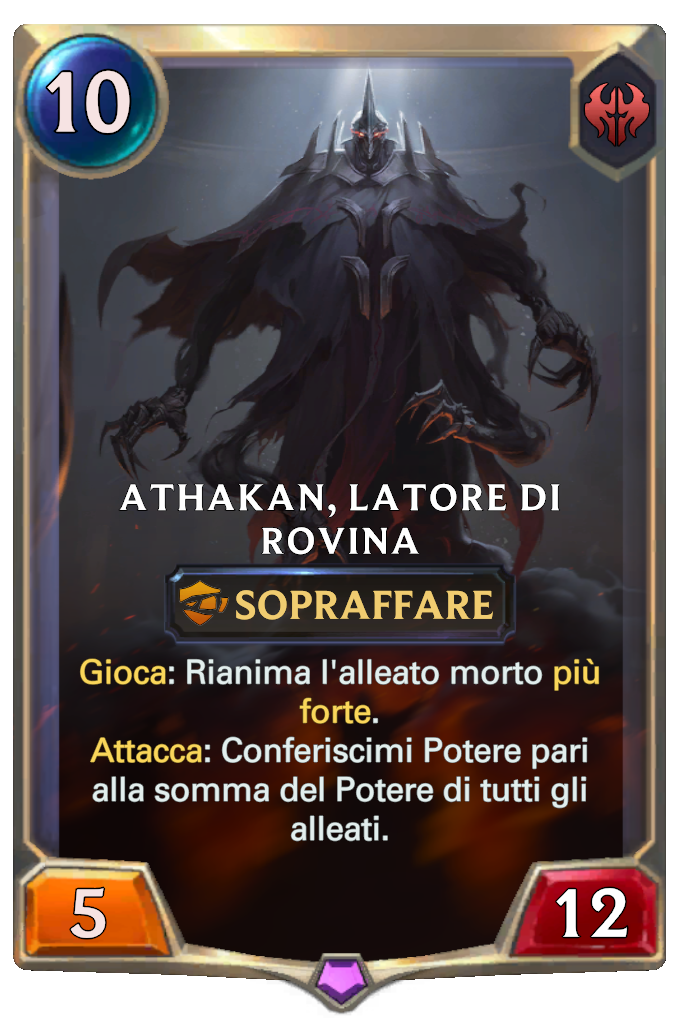 10
ATHAKAN, LATORE DI
ROVINA
SOPRAFFARE
Gioca: Rianima l'alleato morto più
forte.
Attacca: Conferiscimi Potere pari
alla somma del Potere di tutti gli
alleati.
5
12